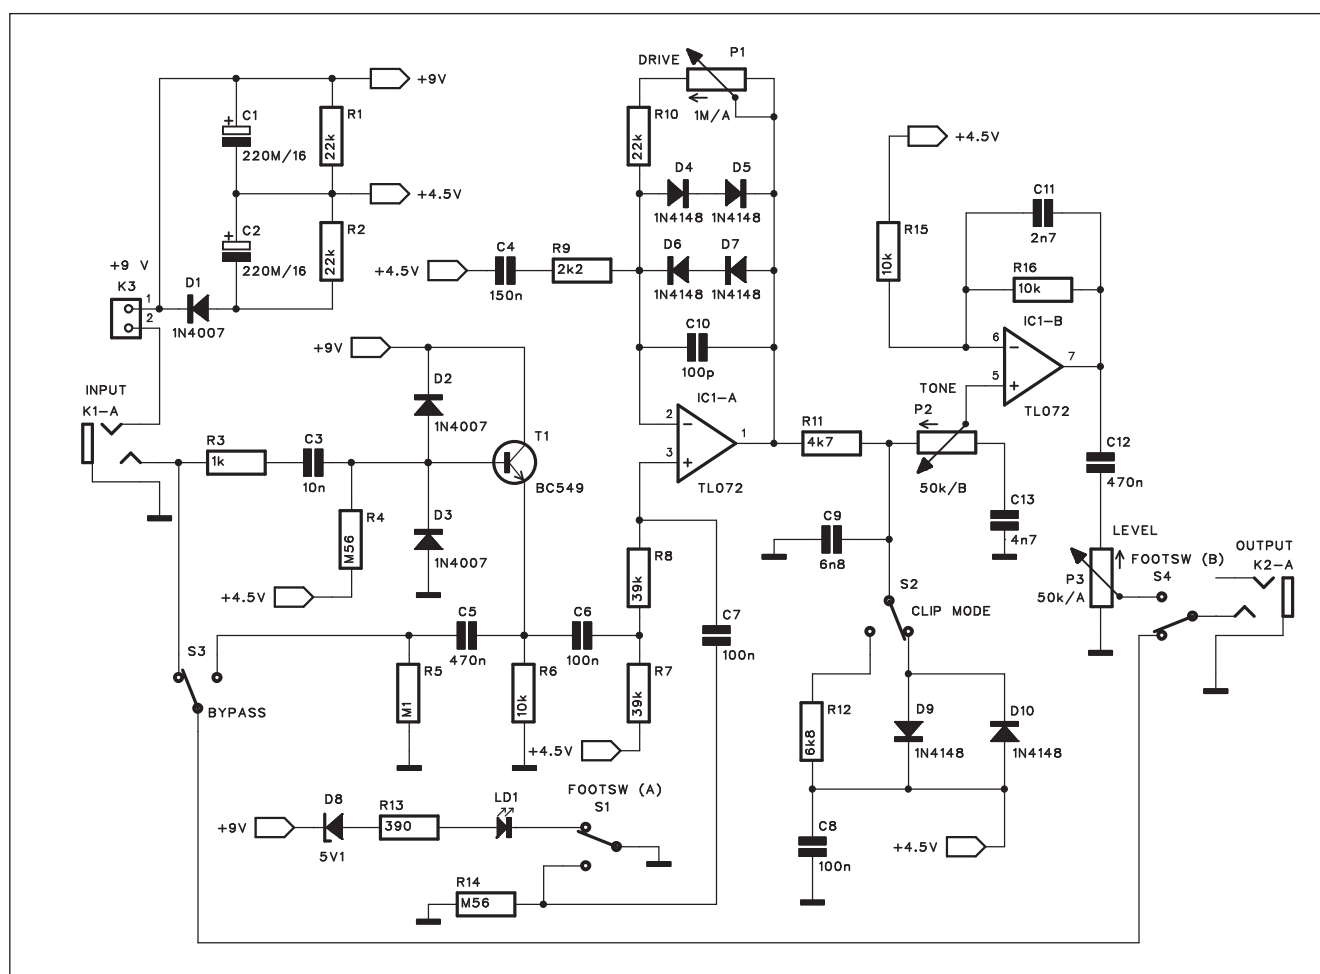 DRIVE
P1
1M/A
+9V
C1
R1
22k
220M/16
R10
22k
+4.5V
D4
D5
1N4148
1N4148
+4.5V
C11
2n7
C2
R2
22k
220M/16
R15
10k
+9 V
K3
1
2
D1
1N4007
+4.5V
C4
150n
R9
2k2
D6
D7
1N4148
1N4148
R16
10k
IC1-B
+9V
C10
100p
6
7
5
TL072
INPUT
K1-A
D2
1N4007
IC1-A
TONE
P2
50k/B
R3
1k
C3
10n
T1
BC549
2
3
1
TL072
R11
4k7
C12
470n
R4
M56
D3
1N4007
C9
6n8
C13
4n7
LEVEL
P3
50k/A
FOOTSW (B)
S4
OUTPUT
K2-A
+4.5V
R8
39k
S2
CLIP MODE
C5
470n
C6
100n
C7
100n
S3
BYPASS
R5
M1
R6
10k
R7
39k
+4.5V
R12
6k8
D9
1N4148
D10
1N4148
FOOTSW (A)
S1
+9V
D8
5V1
R13
390
LD1
C8
100n
+4.5V
R14
M56